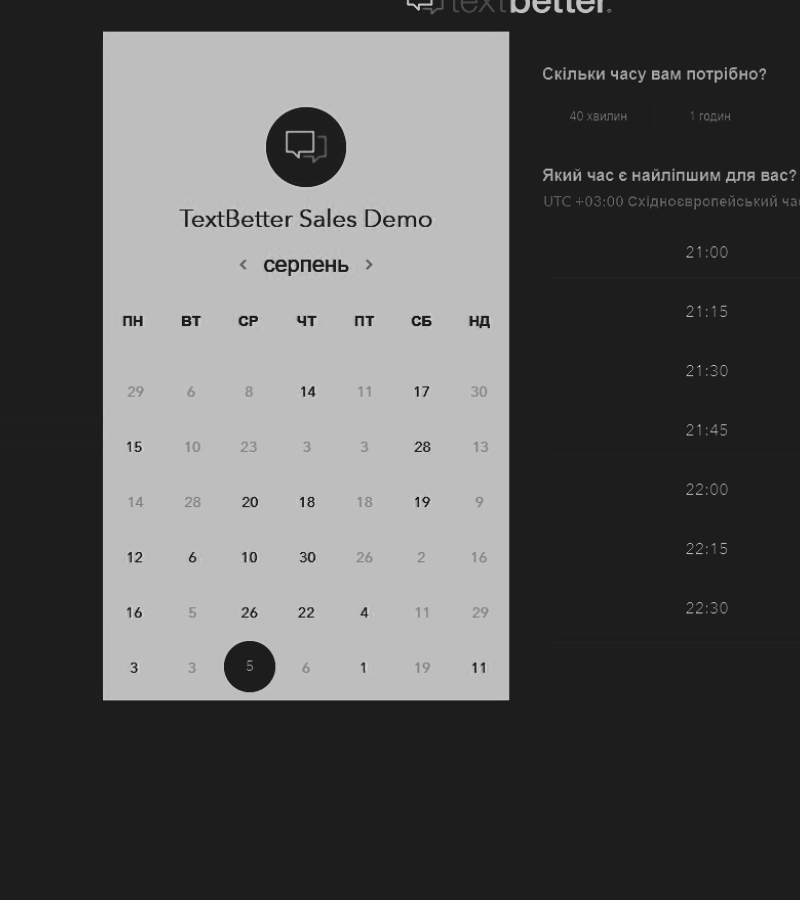 textbetter.
TextBetter Sales Demo
< серпень >
ПН ВТ СР ЧТ ПТ СБ НД
29 6 8 14 11 17 30
15 10 23 3 3 28 13
14 28 20 18 18 19 9
12 6 10 30 26 2 16
16 5 26 22 4 11 29
3 3 5 6 1 19 11
Скільки часу вам потрібно?
40 хвилин 1 годин
Який час є найліпшим для вас?
UTC +03:00 Східноєвропейський
21:00
21:15
21:30
21:45
22:00
22:15
22:30